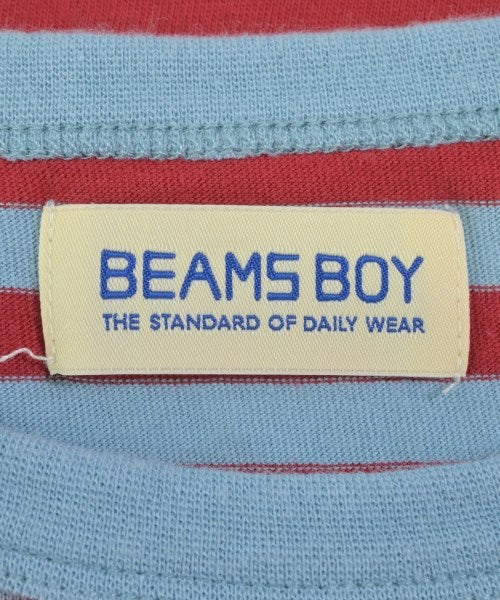 BEAMS BOY
THE STANDARD OF DAILY WEAR